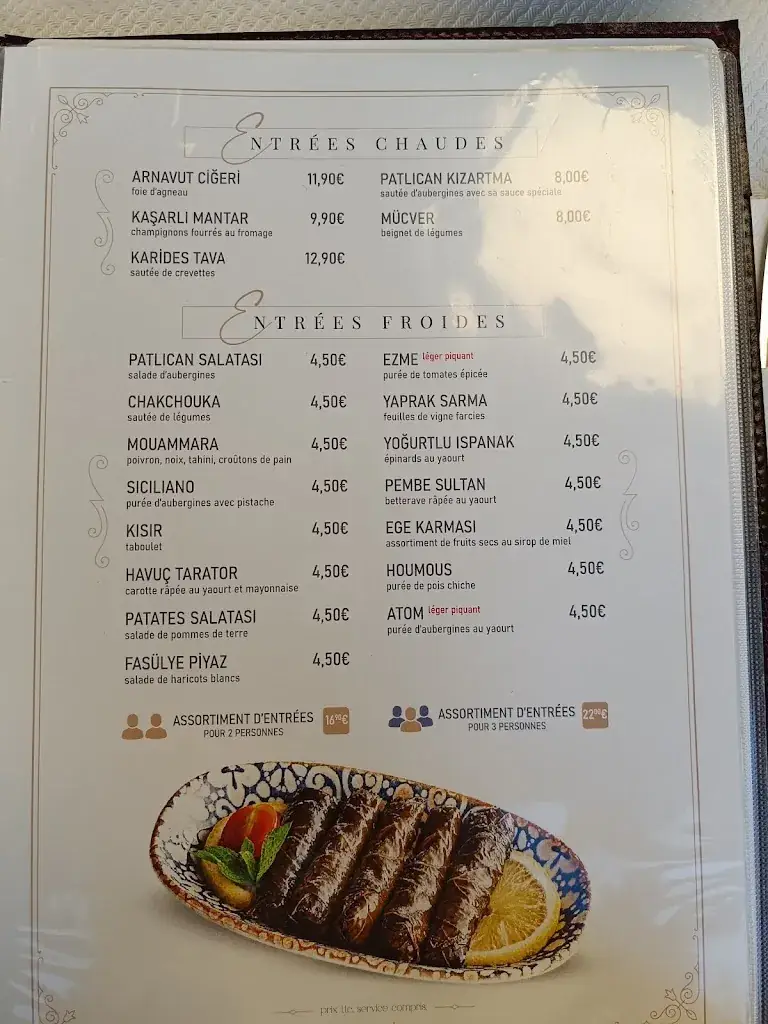 ENTRÉES CHAUDES
ARNAVUT CİĞERİ 11,90€
foie d'agneau
KAŞARLI MANTAR 9,90€
champignons fourrés au fromage
KARİDES TAVA 12,90€
sautée de crevettes
PATLICAN KIZARTMA 8,00€
sautée d'aubergines avec sa sauce spéciale
MÜCVER 8,00€
beignet de légumes
ENTRÉES FROIDES
PATLICAN SALATASI 4,50€
salade d'aubergines
CHAKCHOUKA 4,50€
sautée de légumes
MOUAMMARA 4,50€
poivron, noix, tahini, croûtons de pain
SICILIANO 4,50€
purée d'aubergines avec pistache
KISIR 4,50€
taboulet
HAVUÇ TARATOR 4,50€
carotte râpée au yaourt et mayonnaise
PATATES SALATASI 4,50€
salade de pommes de terre
FASÜLYE PİYAZ 4,50€
salade de haricots blancs
EZME léger piquant 4,50€
purée de tomates épicée
YAPRAK SARMA 4,50€
feuilles de vigne farcies
YOĞURTLU ISPANAK 4,50€
épinards au yaourt
PEMBE SULTAN 4,50€
betterave râpée au yaourt
EGE KARMASI 4,50€
assortiment de fruits secs au sirop de miel
HOUMOUS 4,50€
purée de pois chiche
ATOM léger piquant 4,50€
purée d'aubergines au yaourt
ASSORTIMENT D'ENTRÉES 16⁹⁰€
POUR 2 PERSONNES
ASSORTIMENT D'ENTRÉES 22⁰⁰€
POUR 3 PERSONNES
prix ttc, service compris